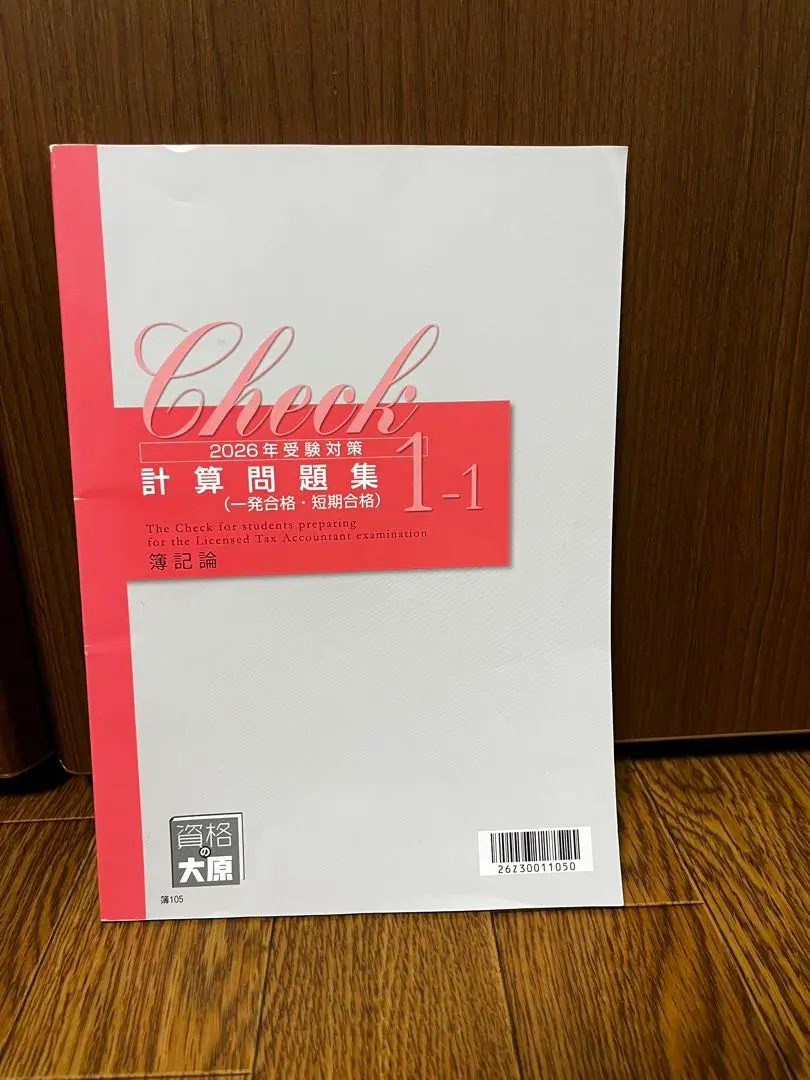 Check
2026年受験対策
計算問題集 1-1
(一発合格・短期合格)
The Check for students preparing
for the Licensed Tax Accountant examination
簿記論
資格
の
大原
簿105
26Z30011050